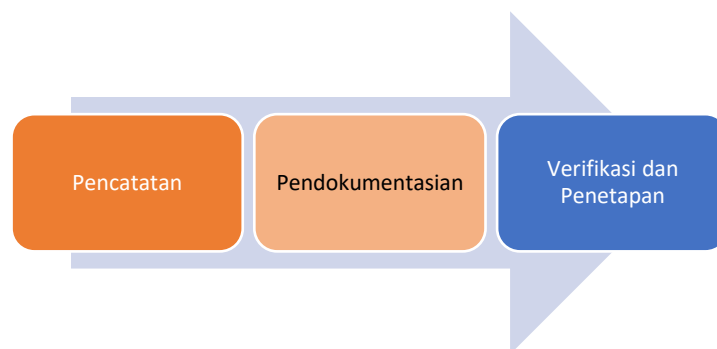 Pencatatan
Pendokumentasian
Verifikasi dan
Penetapan